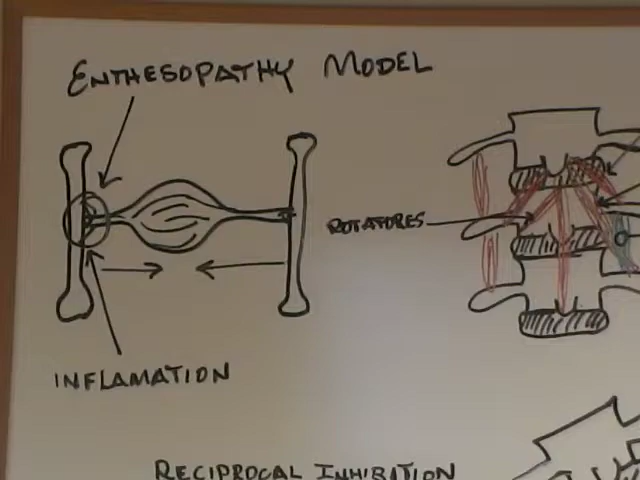 ENTHESOPATHY MODEL
ROTATORES
INFLAMATION
RECIPROCAL INHIBITION